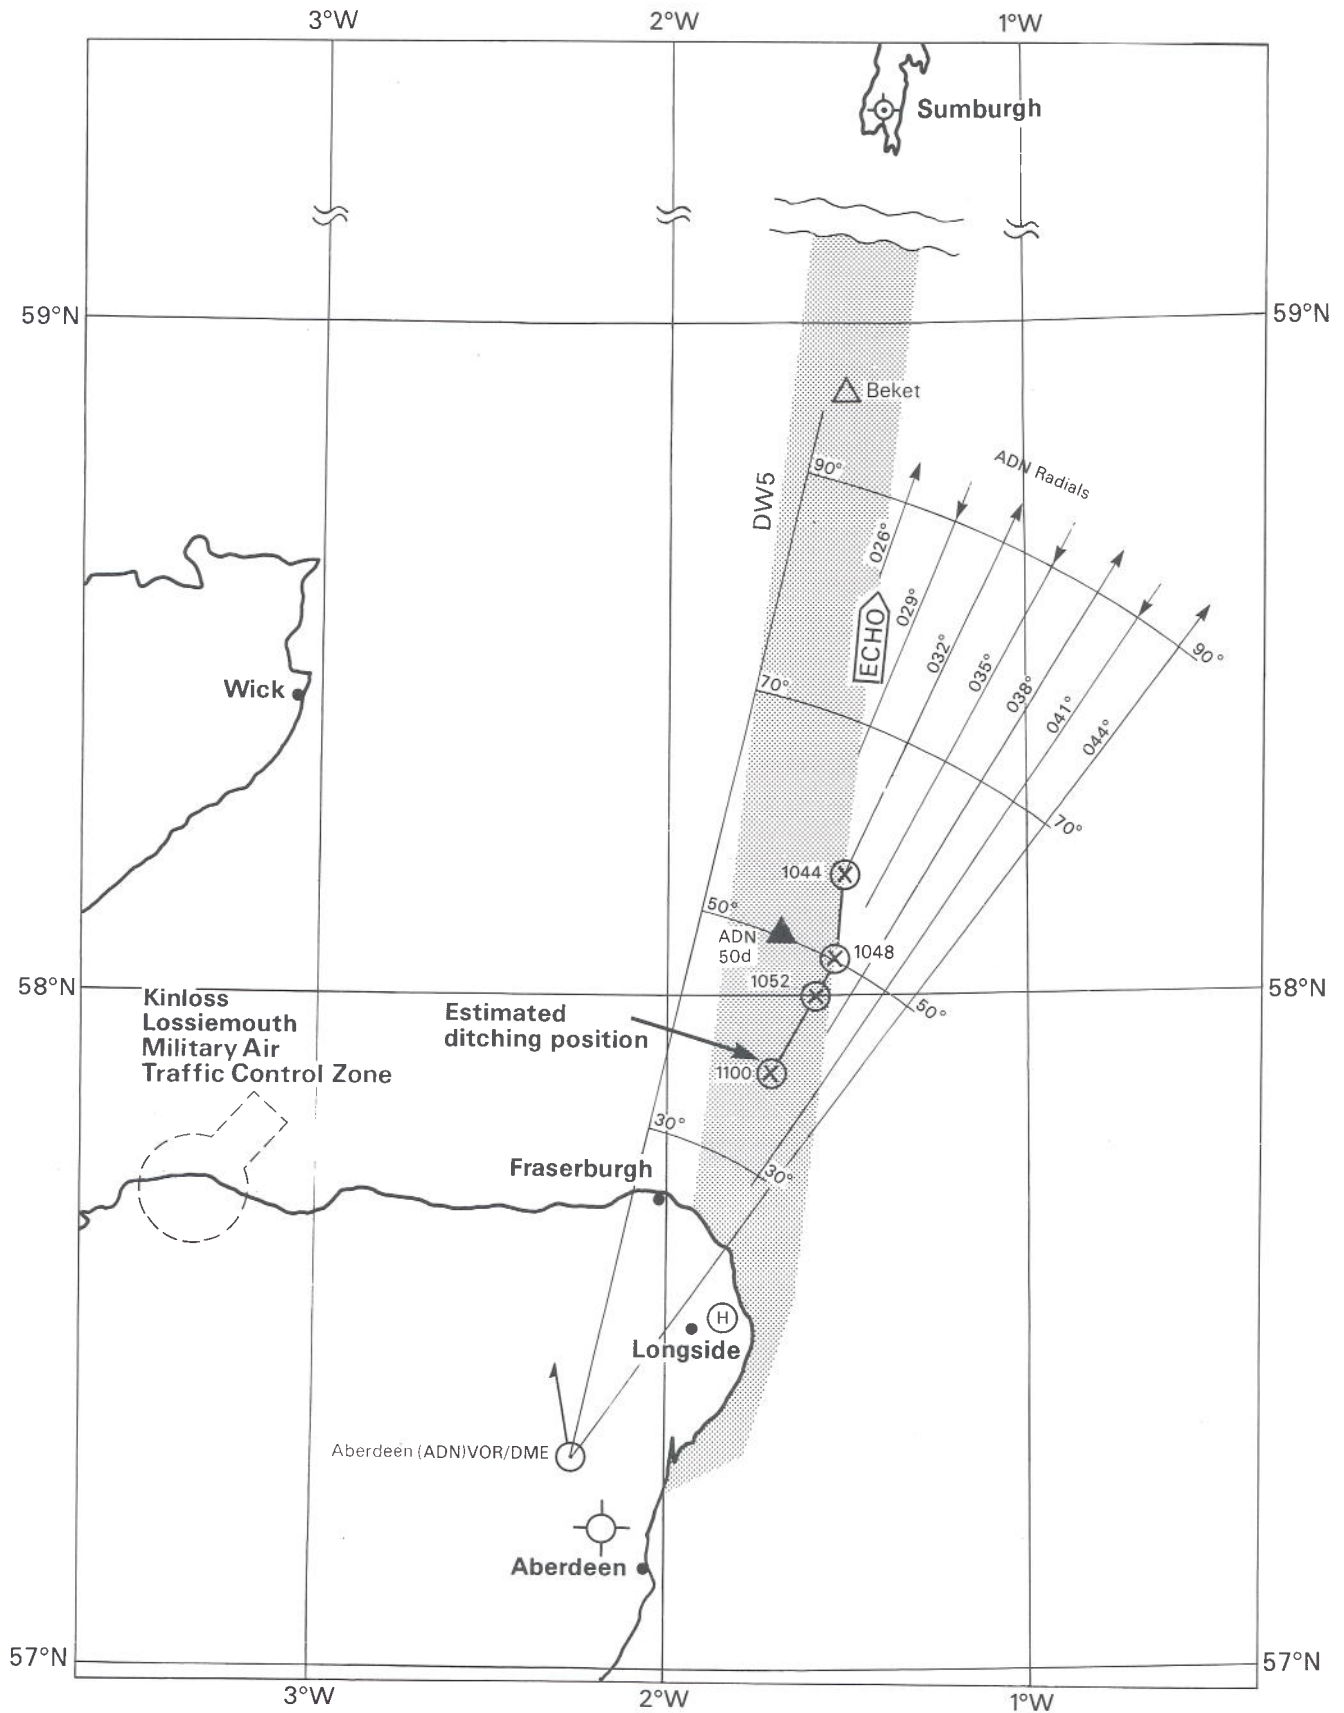 3°W
2°W
1°W
Sumburgh
59°N
59°N
Beket
ADN Radials
90°
DW5
026°
029°
ECHO
032°
035°
038°
041°
044°
90°
Wick
70°
70°
1044
50°
ADN
50d
1048
1052
58°N
58°N
50°
Kinloss
Lossiemouth
Military Air
Traffic Control Zone
Estimated
ditching position
1100
30°
30°
Fraserburgh
H
Longside
Aberdeen (ADN)VOR/DME
Aberdeen
57°N
57°N
3°W
2°W
1°W